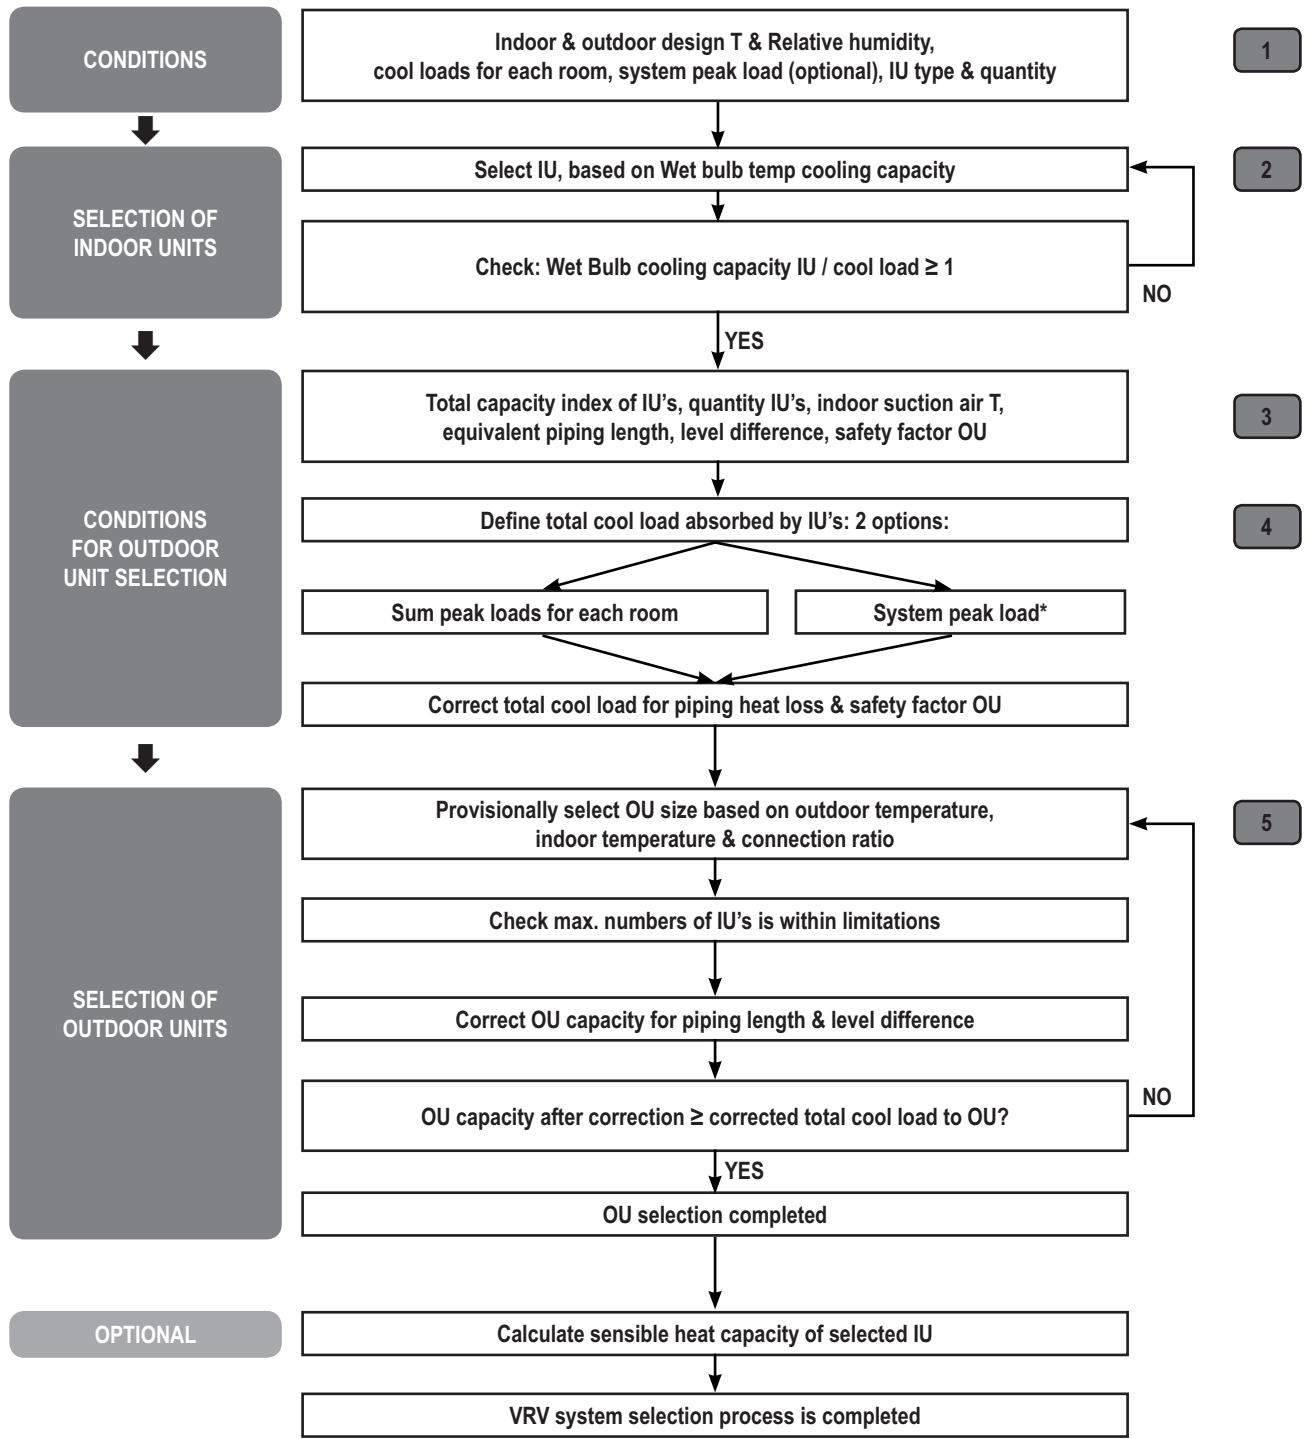 CONDITIONS
Indoor & outdoor design T & Relative humidity,
cool loads for each room, system peak load (optional), IU type & quantity
1
SELECTION OF
INDOOR UNITS
Select IU, based on Wet bulb temp cooling capacity
2
Check: Wet Bulb cooling capacity IU / cool load ≥ 1
NO
YES
CONDITIONS
FOR OUTDOOR
UNIT SELECTION
Total capacity index of IU’s, quantity IU’s, indoor suction air T,
equivalent piping length, level difference, safety factor OU
3
Define total cool load absorbed by IU’s: 2 options:
4
Sum peak loads for each room
System peak load*
Correct total cool load for piping heat loss & safety factor OU
SELECTION OF
OUTDOOR UNITS
Provisionally select OU size based on outdoor temperature,
indoor temperature & connection ratio
5
Check max. numbers of IU’s is within limitations
Correct OU capacity for piping length & level difference
OU capacity after correction ≥ corrected total cool load to OU?
NO
YES
OU selection completed
OPTIONAL
Calculate sensible heat capacity of selected IU
VRV system selection process is completed